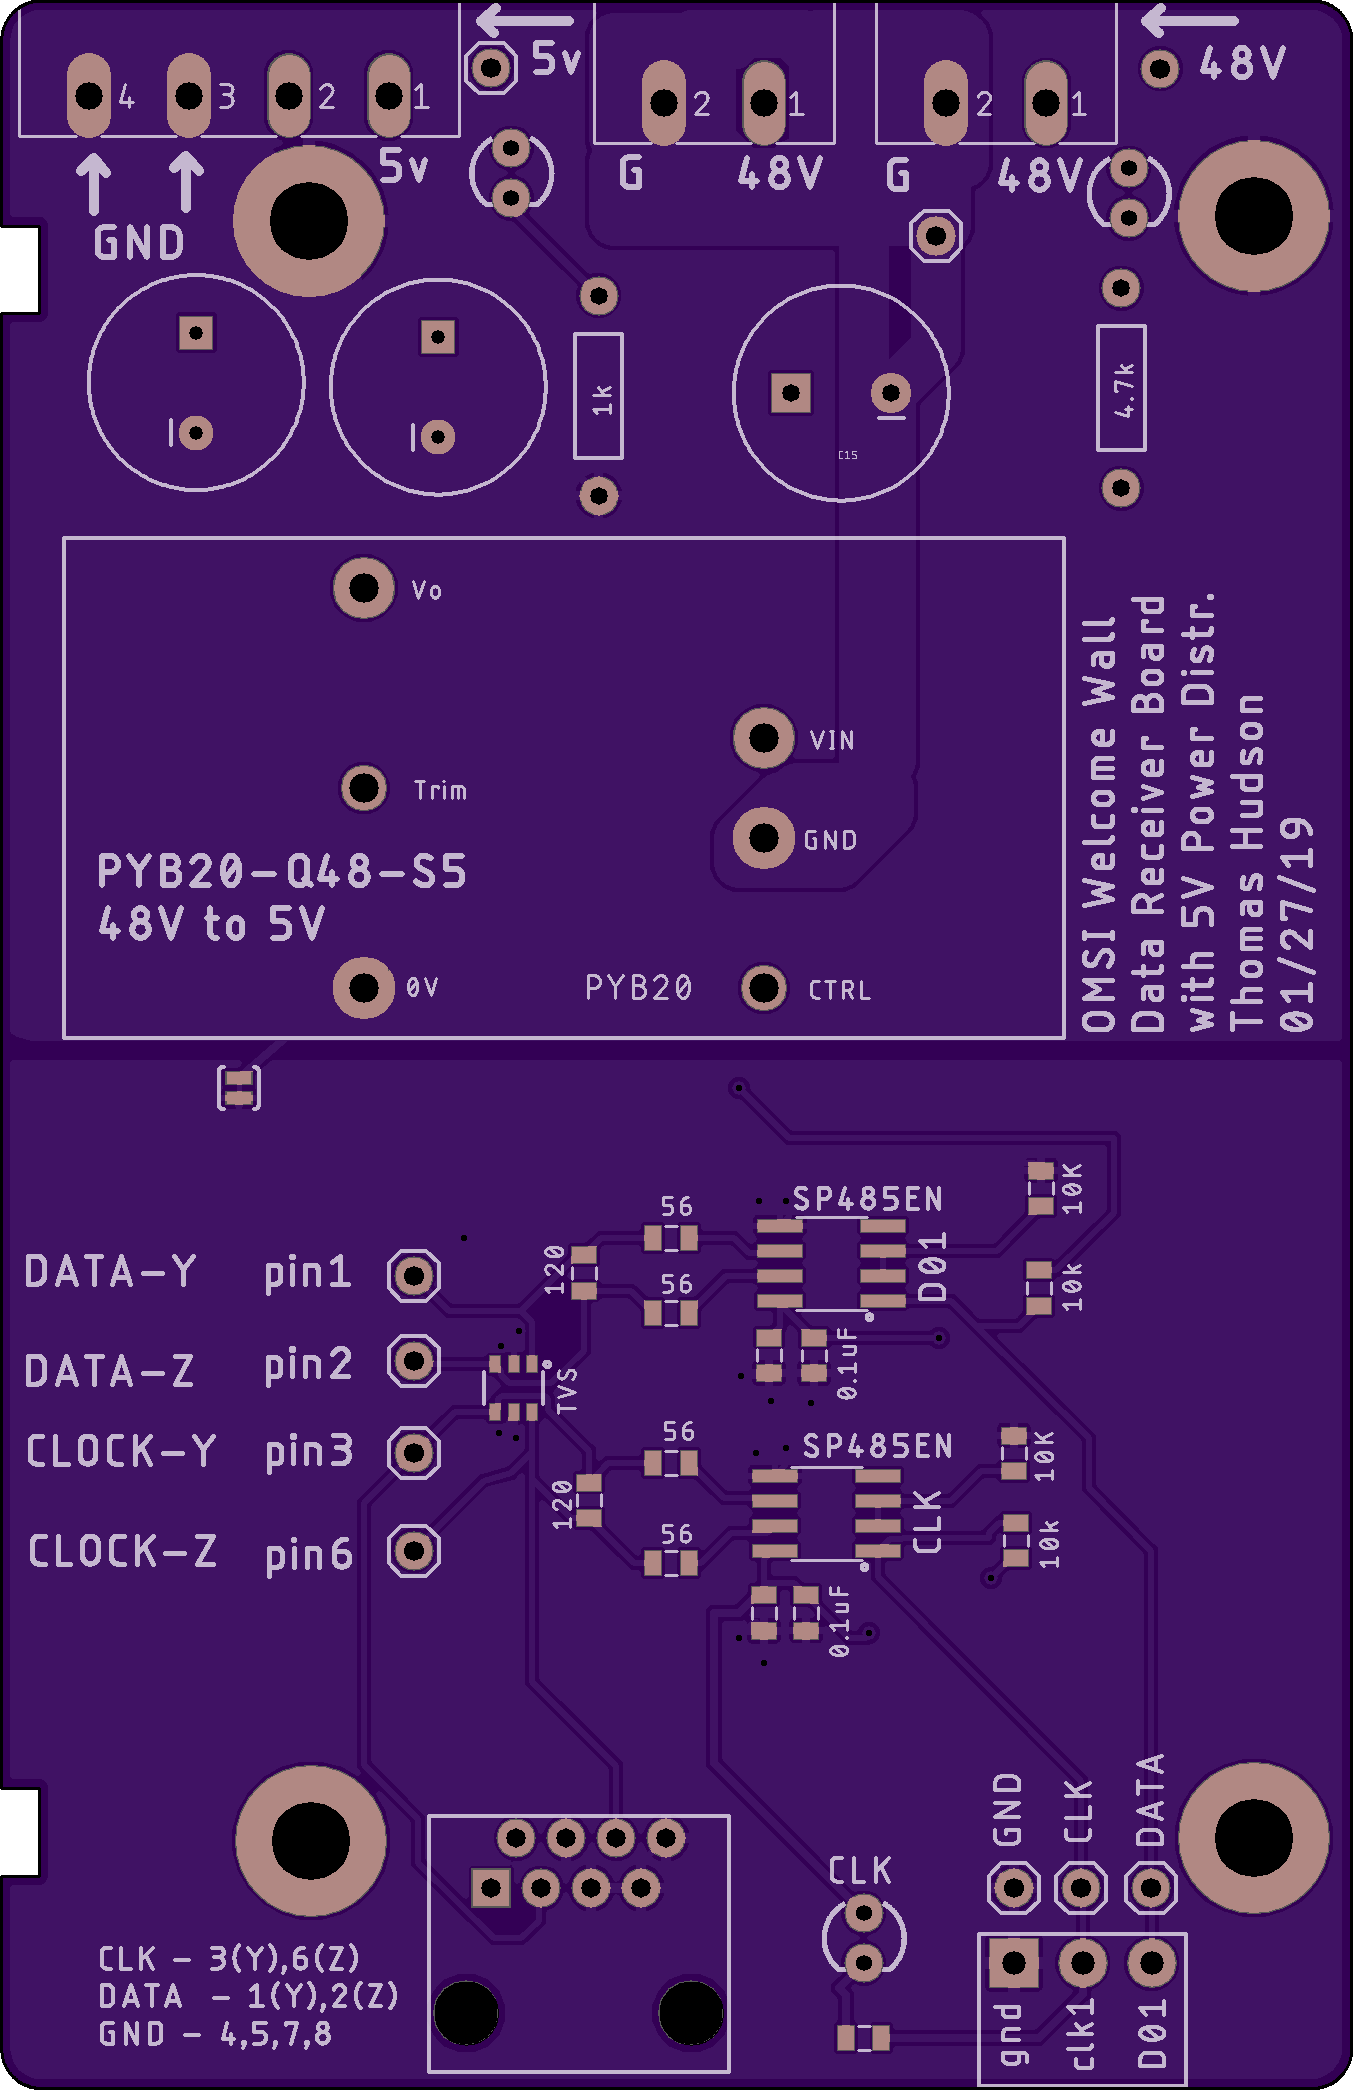 5v
48V
4
3
2
1
2
1
2
1
5v
G
48V
G
48V
GND
1k
4.7k
C15
Vo
VIN
Trim
GND
PYB20-Q48-S5
48V to 5V
0V
PYB20
CTRL
OMSI Welcome Wall
Data Receiver Board
with 5V Power Distr.
Thomas Hudson
01/27/19
SP485EN
10K
56
DATA-Y pin1
120
56
D01
10k
DATA-Z pin2
TVS
0.1uF
CLOCK-Y pin3
56
SP485EN
10K
120
CLK
CLOCK-Z pin6
56
10k
0.1uF
GND
CLK
DATA
CLK
CLK - 3(Y),6(Z)
DATA - 1(Y),2(Z)
GND - 4,5,7,8
gnd
clk1
D01